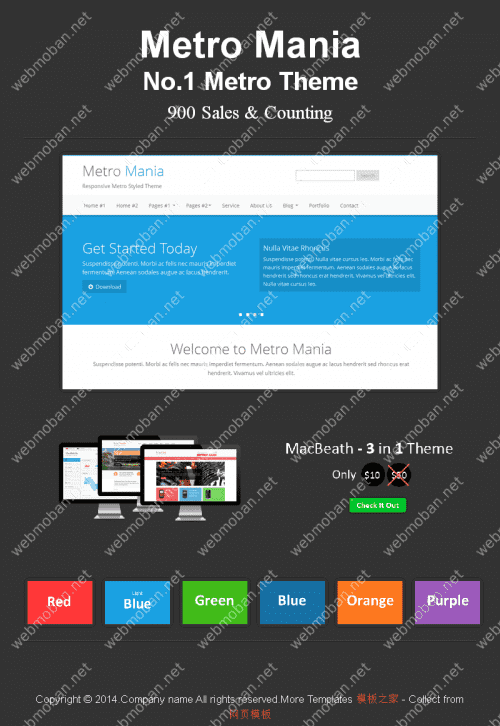 Metro Mania
No.1 Metro Theme
900 Sales & Counting
Metro Mania
Responsive Metro Styled Theme
Search
Home #1 Home #2 Pages #1 Pages #2 Service About Us Blog Portfolio Contact
Get Started Today
Suspendisse potenti. Morbi ac felis nec mauris imperdiet
fermentum. Aenean sodales augue ac lacus hendrerit.
Download
Nulla Vitae Rhoncus
Suspendisse potenti. Nulla vitae cursus leo. Morbi ac felis nec
mauris imperdiet fermentum. Aenean sodales augue ac lacus
hendrerit sed rhoncus erat hendrerit. Vivamus vel ultricies elit.
Nulla vitae cursus leo.
Welcome to Metro Mania
Suspendisse potenti. Morbi ac felis nec mauris imperdiet fermentum. Aenean sodales augue ac lacus hendrerit sed rhoncus erat
hendrerit. Vivamus vel ultricies elit.
MacBeath - 3 in 1 Theme
Only $10 $30
Check It Out
Red
Light
Blue
Green
Blue
Orange
Purple
Copyright © 2014.Company name All rights reserved.More Templates 模板之家 - Collect from
网页模板
webmoban.net